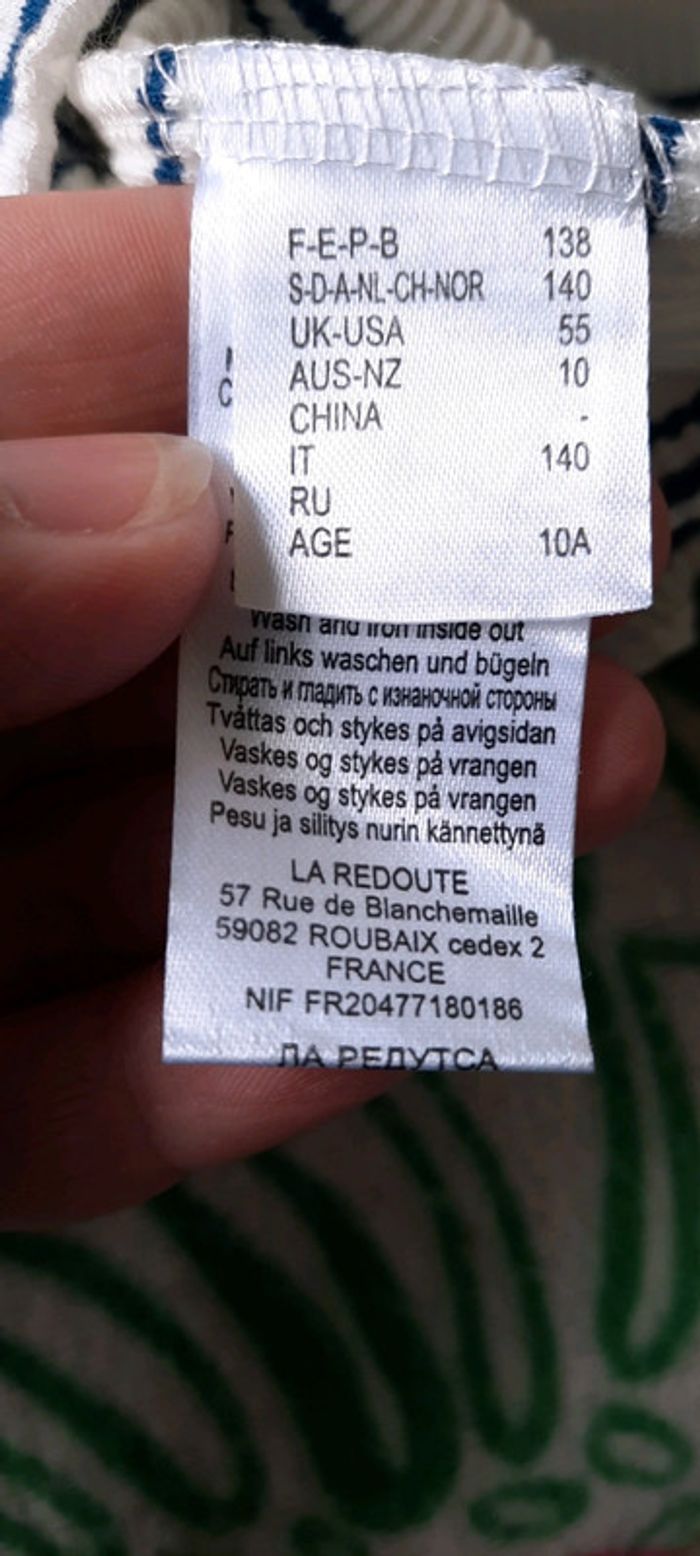 F-E-P-B 138
S-D-A-NL-CH-NOR 140
UK-USA 55
AUS-NZ 10
CHINA -
IT 140
RU
AGE 10A
Wash and iron inside out
Auf links waschen und bügeln
Стирать и гладить с изнаночной стороны
Tvåttas och stykes på avigsidan
Vaskes og stykes på vrangen
Vaskes og stykes på vrangen
Pesu ja silitys nurin kännettynä
LA REDOUTE
57 Rue de Blanchemaille
59082 ROUBAIX cedex 2
FRANCE
NIF FR20477180186
ЛА РЕДУТСА